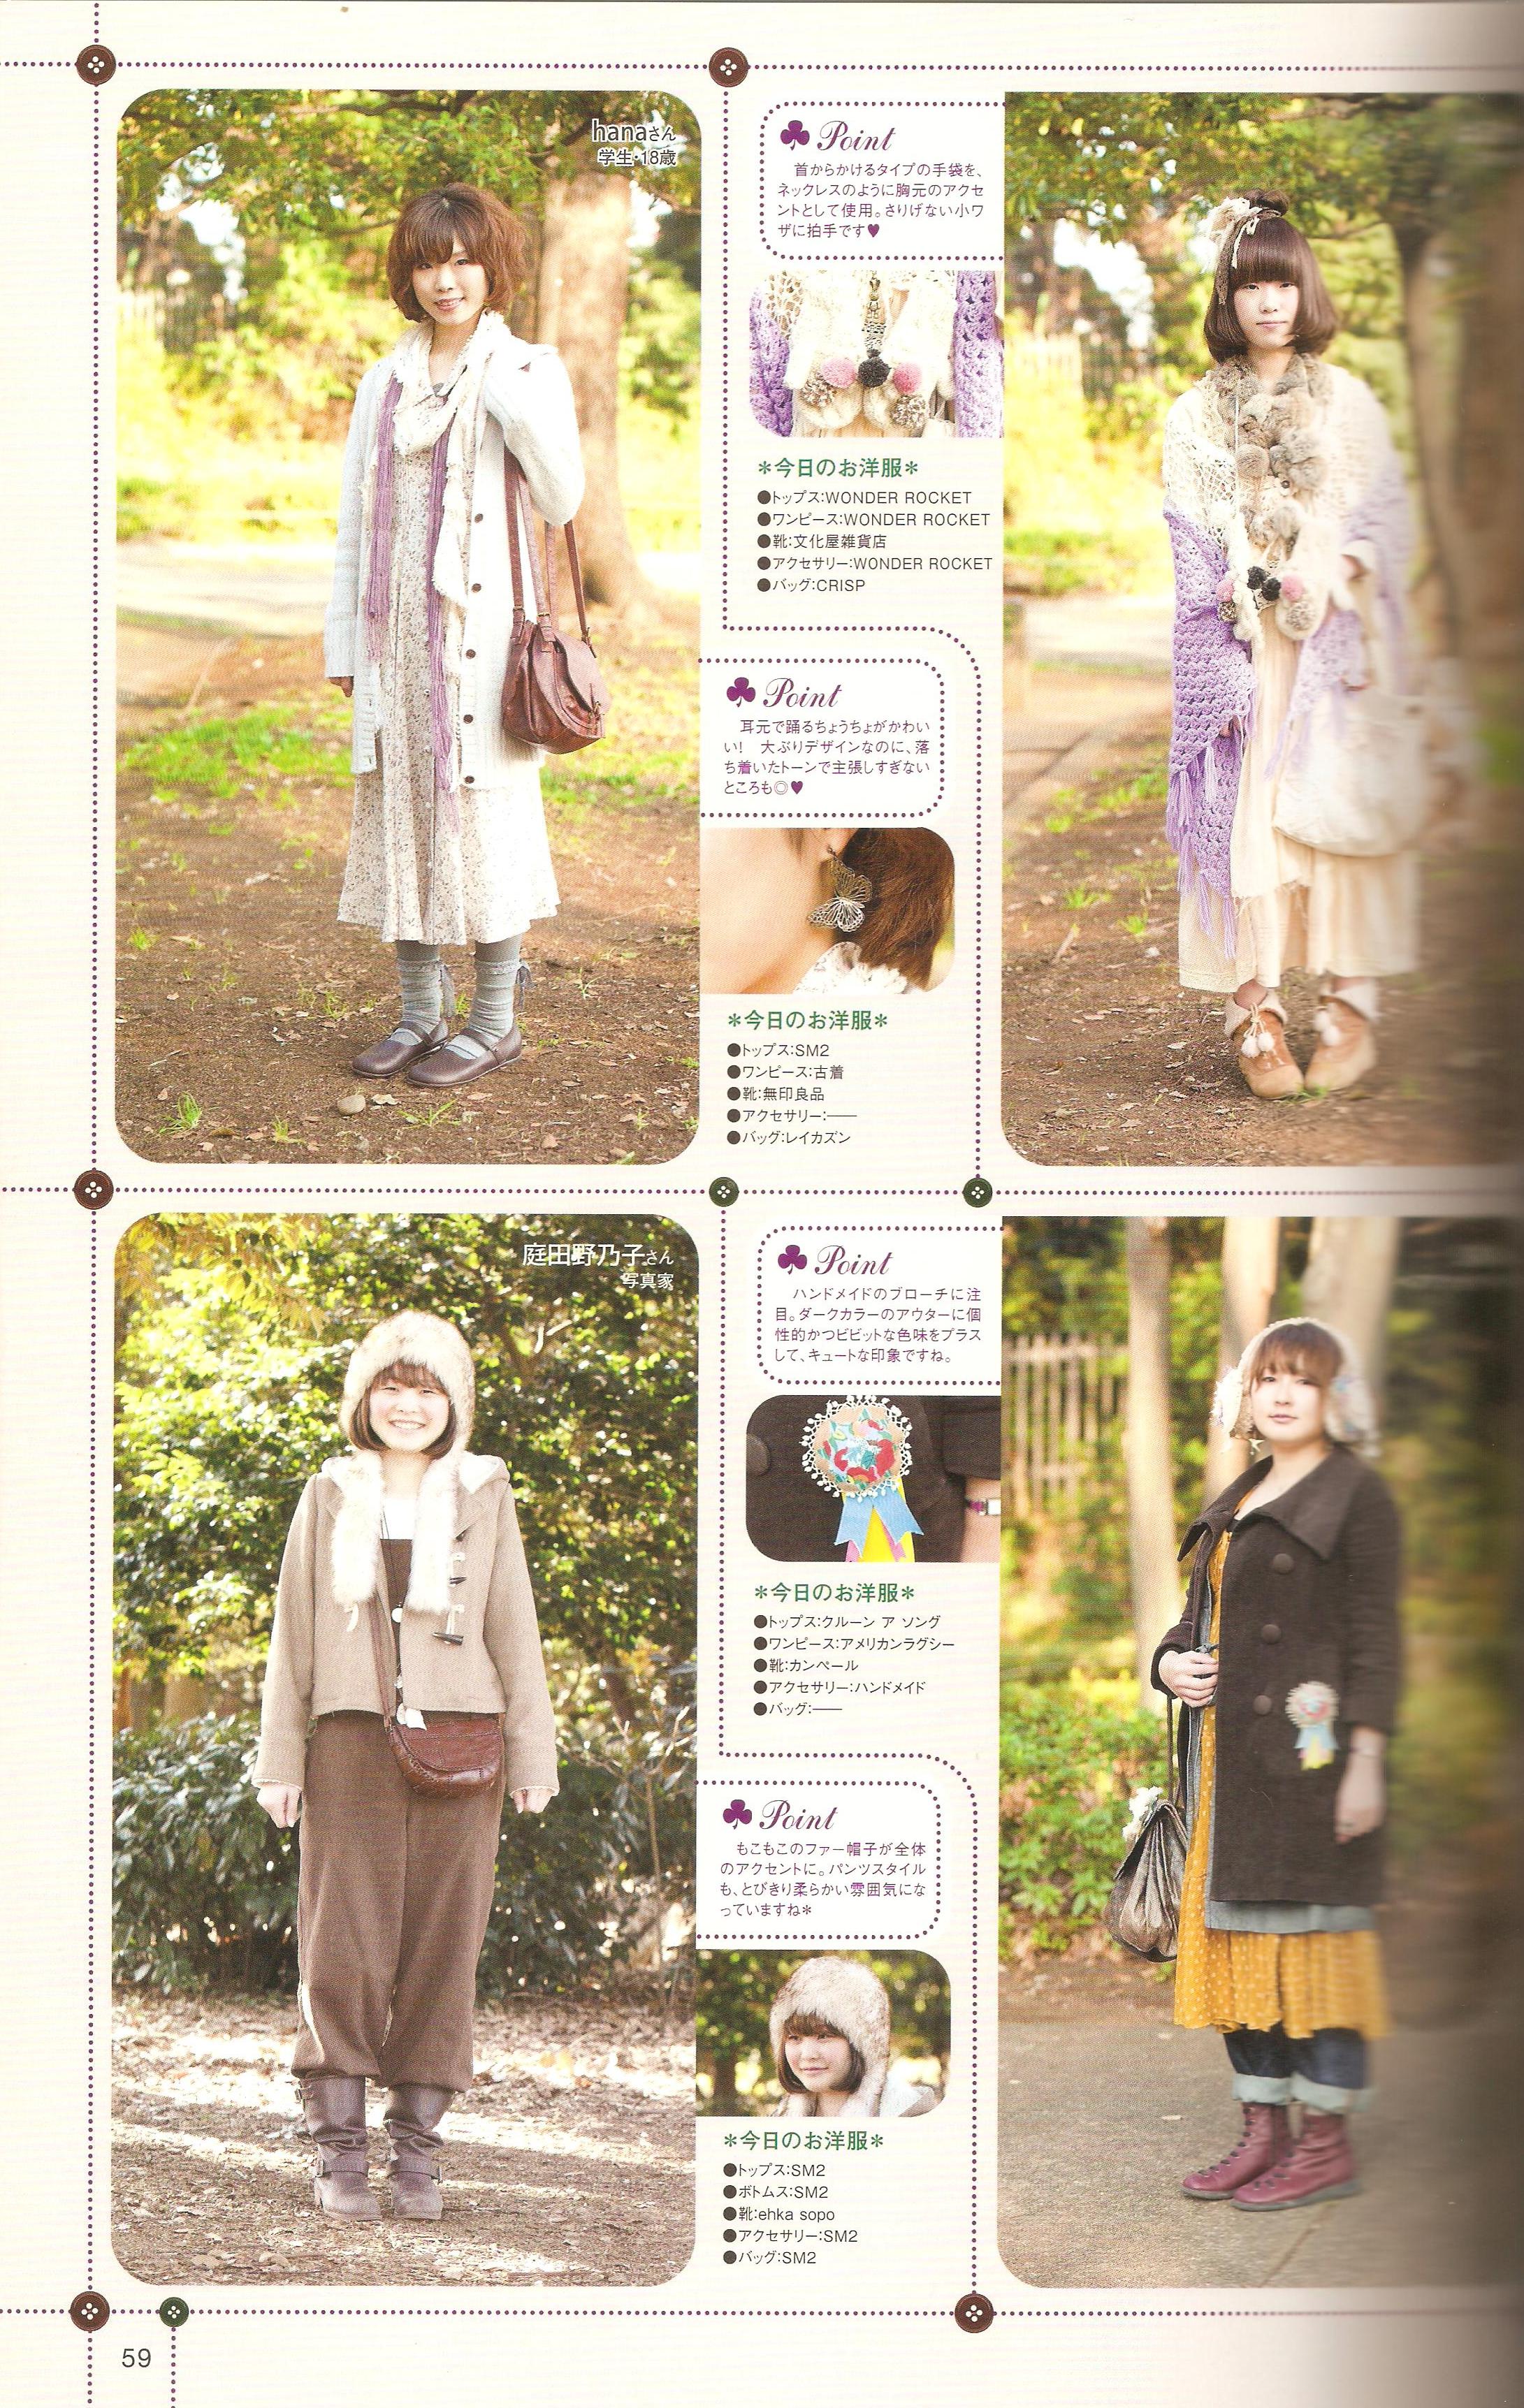 hanaさん
学生・18歳
Point
首からかけるタイプの手袋を、
ネックレスのように胸元のアクセ
ントとして使用。さりげない小ワ
ザに拍手です♥
＊今日のお洋服＊
●トップス:WONDER ROCKET
●ワンピース:WONDER ROCKET
●靴:文化屋雑貨店
●アクセサリー:WONDER ROCKET
●バッグ:CRISP
Point
耳元で踊るちょうちょがかわい
い！　大ぶりデザインなのに、落
ち着いたトーンで主張しすぎない
ところも◎♥
＊今日のお洋服＊
●トップス:SM2
●ワンピース:古着
●靴:無印良品
●アクセサリー:――
●バッグ:レイカズン
庭田野乃子さん
写真家
Point
ハンドメイドのブローチに注
目。ダークカラーのアウターに個
性的かつビビットな色味をプラス
して、キュートな印象ですね。
＊今日のお洋服＊
●トップス:クルーン ア ソング
●ワンピース:アメリカンラグシー
●靴:カンペール
●アクセサリー:ハンドメイド
●バッグ:――
Point
もこもこのファー帽子が全体
のアクセントに。パンツスタイル
も、とびきり柔らかい雰囲気にな
っていますね＊
＊今日のお洋服＊
●トップス:SM2
●ボトムス:SM2
●靴:ehka sopo
●アクセサリー:SM2
●バッグ:SM2
59